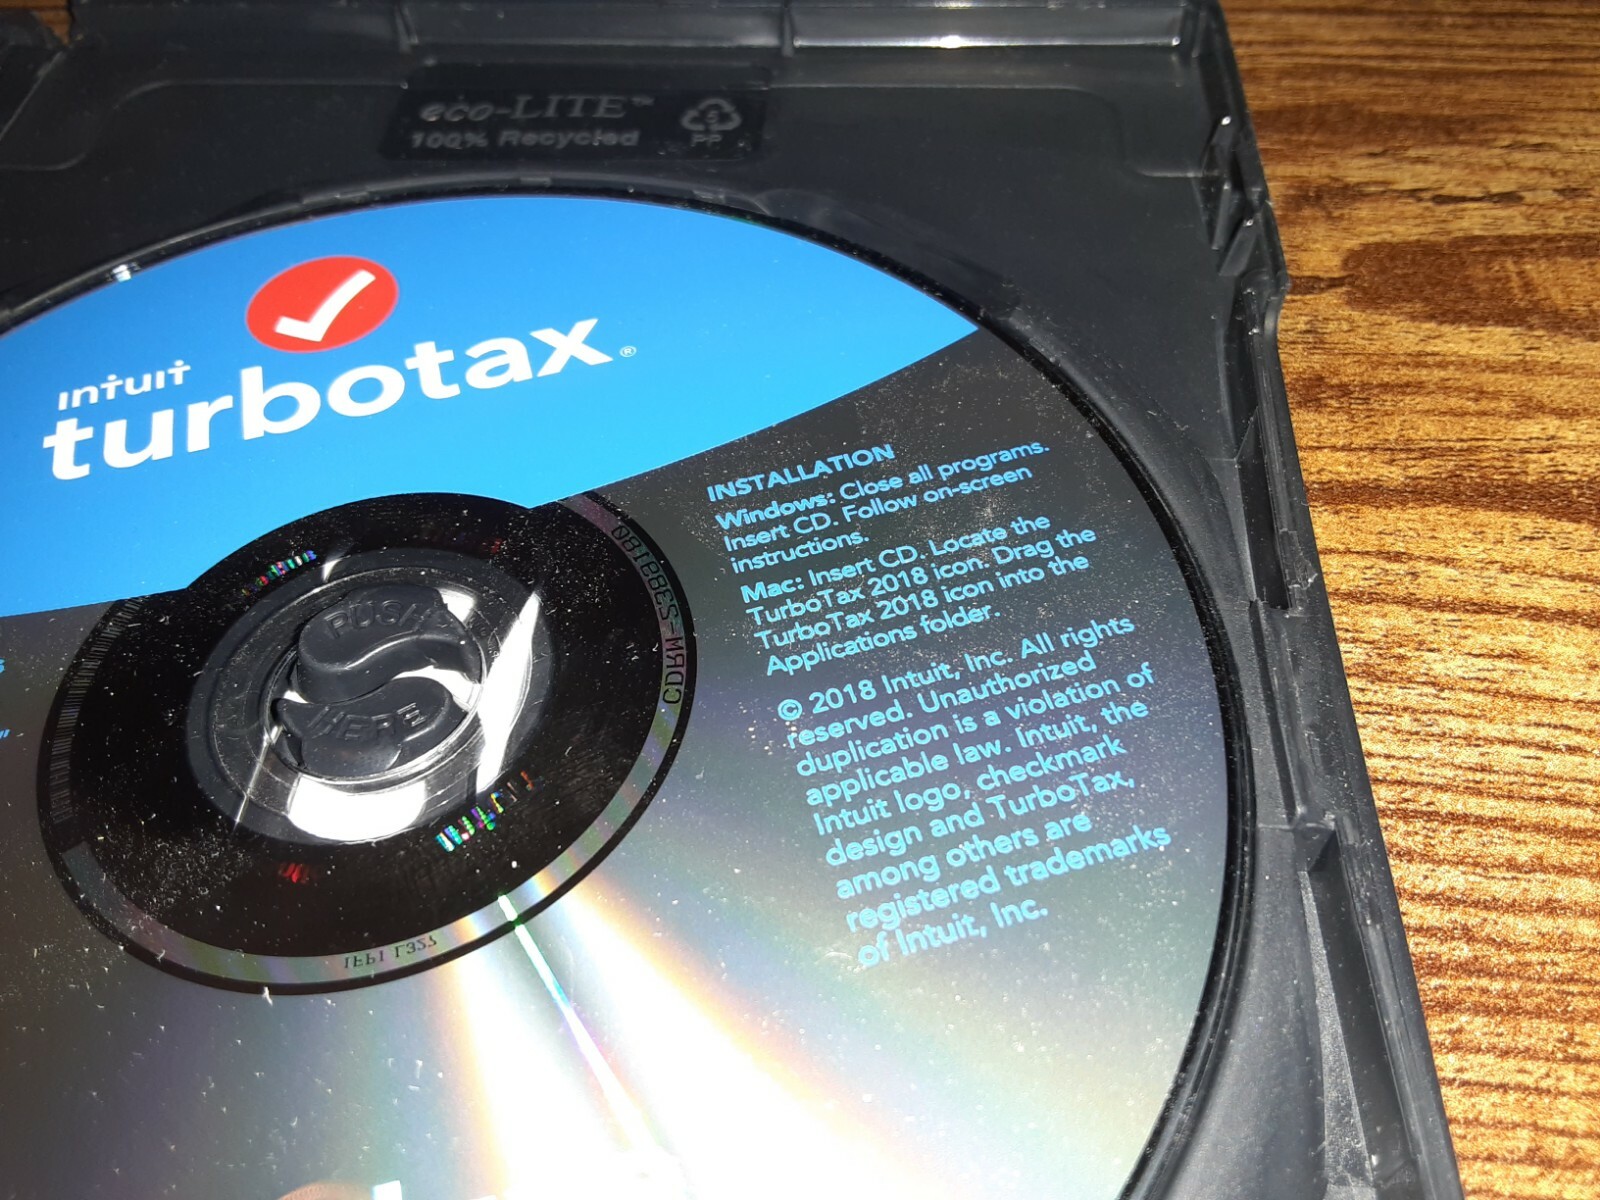 eco-LITE™
100% Recycled
5
PP
intuit
turbotax®
INSTALLATION
Windows: Close all programs.
Insert CD. Follow on-screen
instructions.
Mac: Insert CD. Locate the
TurboTax 2018 icon. Drag the
TurboTax 2018 icon into the
Applications folder.
© 2018 Intuit, Inc. All rights
reserved. Unauthorized
duplication is a violation of
applicable law. Intuit, the
Intuit logo, checkmark
design and TurboTax,
among others are
registered trademarks
of Intuit, Inc.
PUSH
HERE
IFPI L327